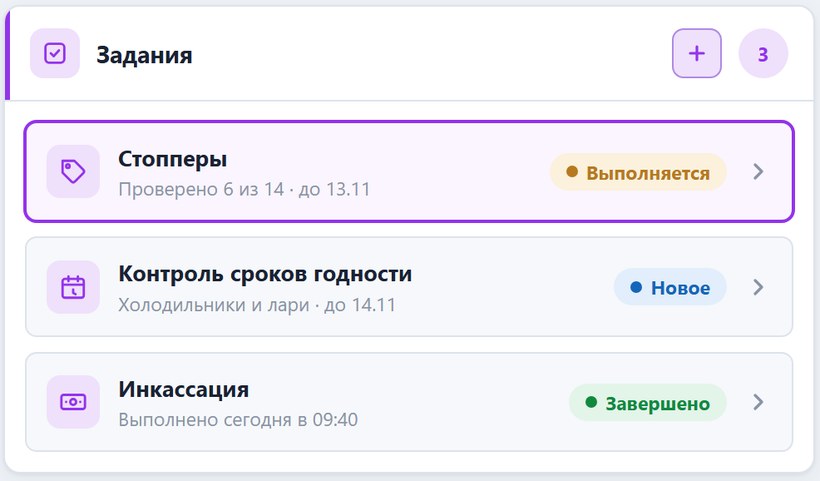 Задания
3
Стопперы
Проверено 6 из 14 · до 13.11
Выполняется
Контроль сроков годности
Холодильники и лари · до 14.11
Новое
Инкассация
Выполнено сегодня в 09:40
Завершено